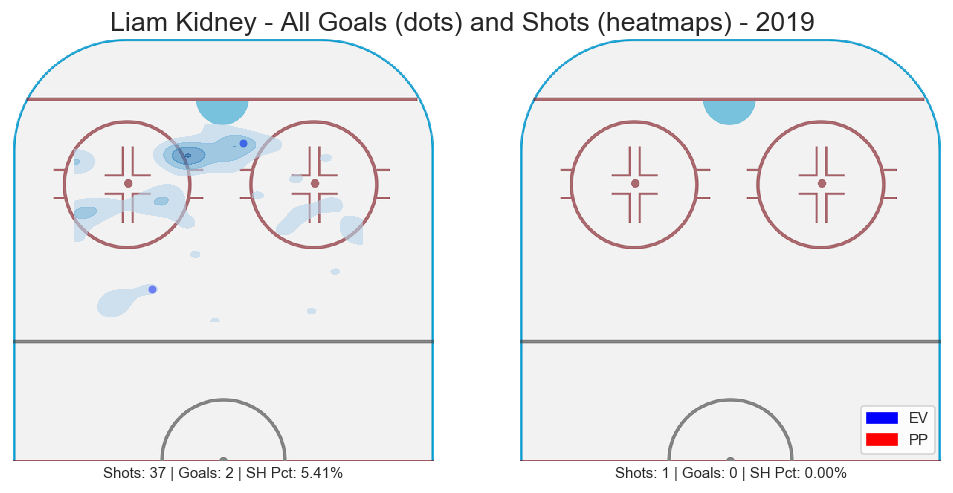 Liam Kidney - All Goals (dots) and Shots (heatmaps) - 2019
EV
PP
Shots: 37 | Goals: 2 | SH Pct: 5.41%
Shots: 1 | Goals: 0 | SH Pct: 0.00%